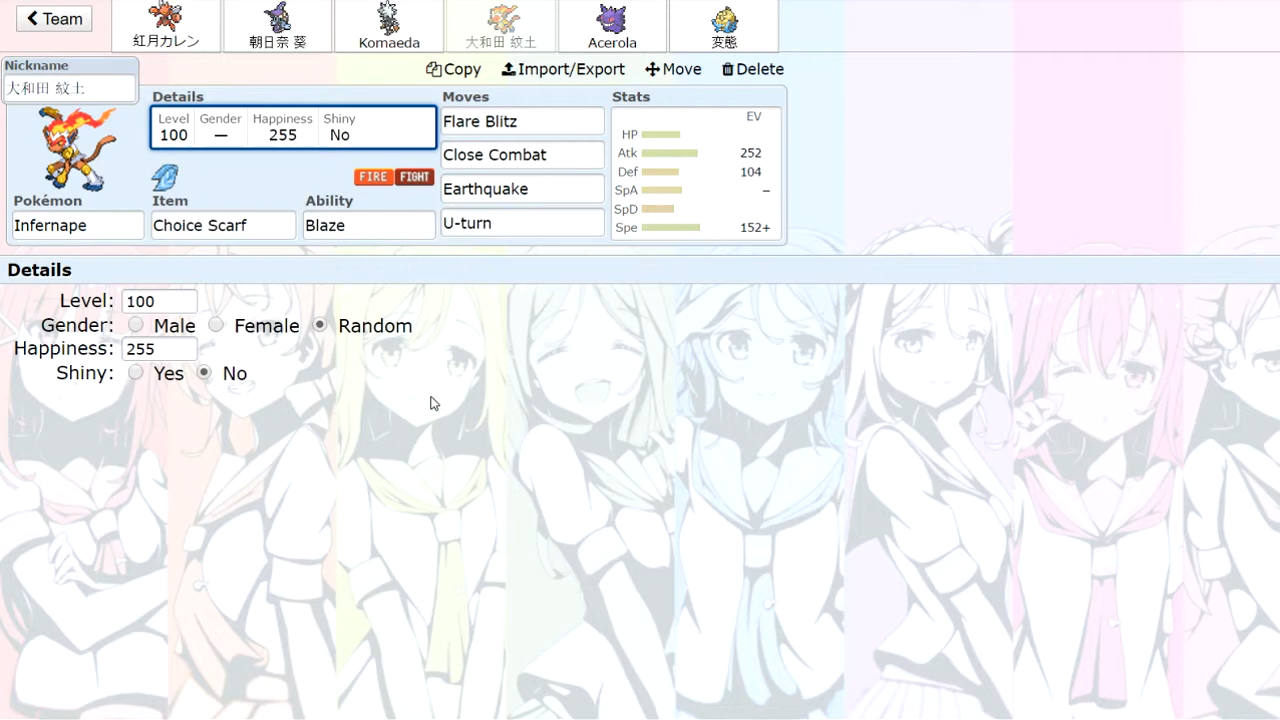 Team
紅月カレン
朝日奈 葵
Komaeda
大和田 紋土
Acerola
変態
Nickname
大和田 紋土
Copy
Import/Export
Move
Delete
Details
Level
100
Gender
—
Happiness
255
Shiny
No
FIRE FIGHT
Pokémon
Infernape
Item
Choice Scarf
Ability
Blaze
Moves
Flare Blitz
Close Combat
Earthquake
U-turn
Stats
EV
HP
Atk 252
Def 104
SpA –
SpD
Spe 152+
Details
Level: 100
Gender: Male Female Random
Happiness: 255
Shiny: Yes No